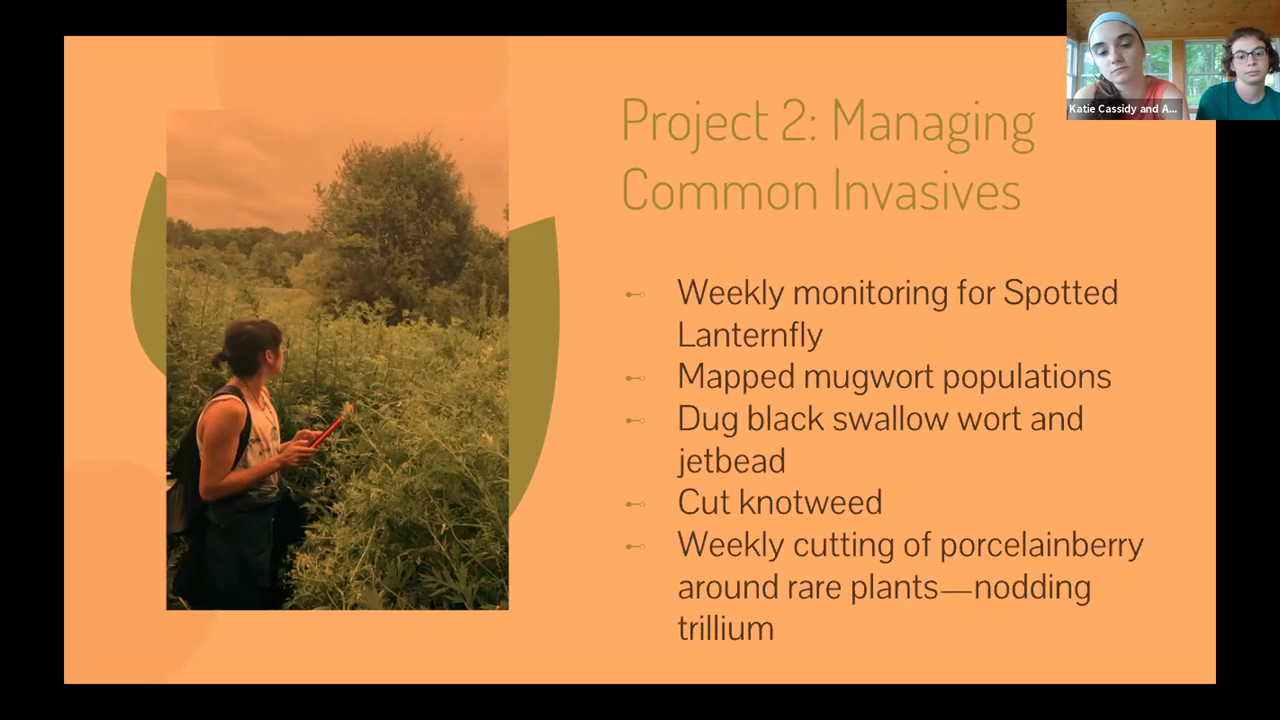 Project 2: Managing
Common Invasives
Weekly monitoring for Spotted
Lanternfly
Mapped mugwort populations
Dug black swallow wort and
jetbead
Cut knotweed
Weekly cutting of porcelainberry
around rare plants—nodding
trillium
Katie Cassidy and A...